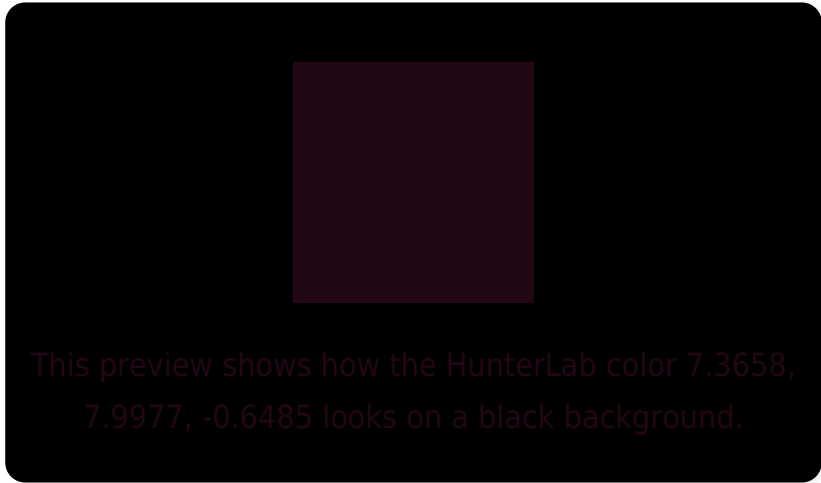 This preview shows how the HunterLab color 7.3658,
7.9977, -0.6485 looks on a black background.